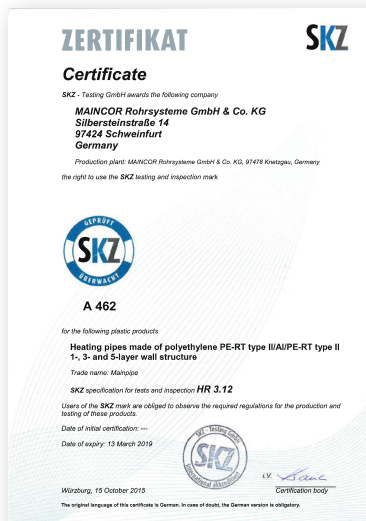 ZERTIFIKAT
SKZ
Certificate
SKZ - Testing GmbH awards the following company
MAINCOR Rohrsysteme GmbH & Co. KG
Silbersteinstraße 14
97424 Schweinfurt
Germany
Production plant: MAINCOR Rohrsysteme GmbH & Co. KG, 97478 Knetzgau, Germany
the right to use the SKZ testing and inspection mark
GEPRÜFT
SKZ
ÜBERWACHT
A 462
for the following plastic products
Heating pipes made of polyethylene PE-RT type II/Al/PE-RT type II
1-, 3- and 5-layer wall structure
Trade name: Mainpipe
SKZ specification for tests and inspection HR 3.12
Users of the SKZ mark are obliged to observe the required regulations for the production and
testing of these products.
Date of initial certification: ---
Date of expiry: 13 March 2019
SKZ - Testing GmbH
SKZ
international akkreditiert
i.V.
Würzburg, 15 October 2015
Certification body
The original language of this certificate is German. In case of doubt, the German version is obligatory.